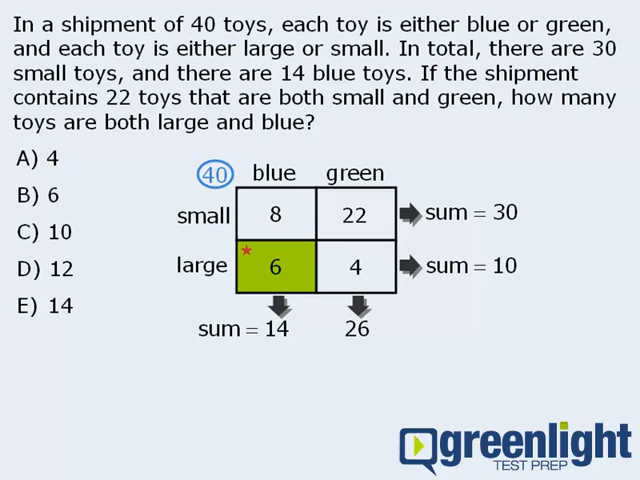 In a shipment of 40 toys, each toy is either blue or green,
and each toy is either large or small. In total, there are 30
small toys, and there are 14 blue toys. If the shipment
contains 22 toys that are both small and green, how many
toys are both large and blue?
A) 4
B) 6
C) 10
D) 12
E) 14
40 blue green
small 8 22 sum = 30
large 6 4 sum = 10
sum = 14 26
greenlight
TEST PREP